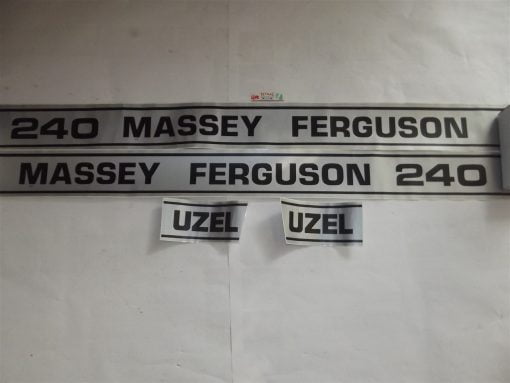 240 MASSEY FERGUSON
MASSEY FERGUSON 240
UZEL UZEL